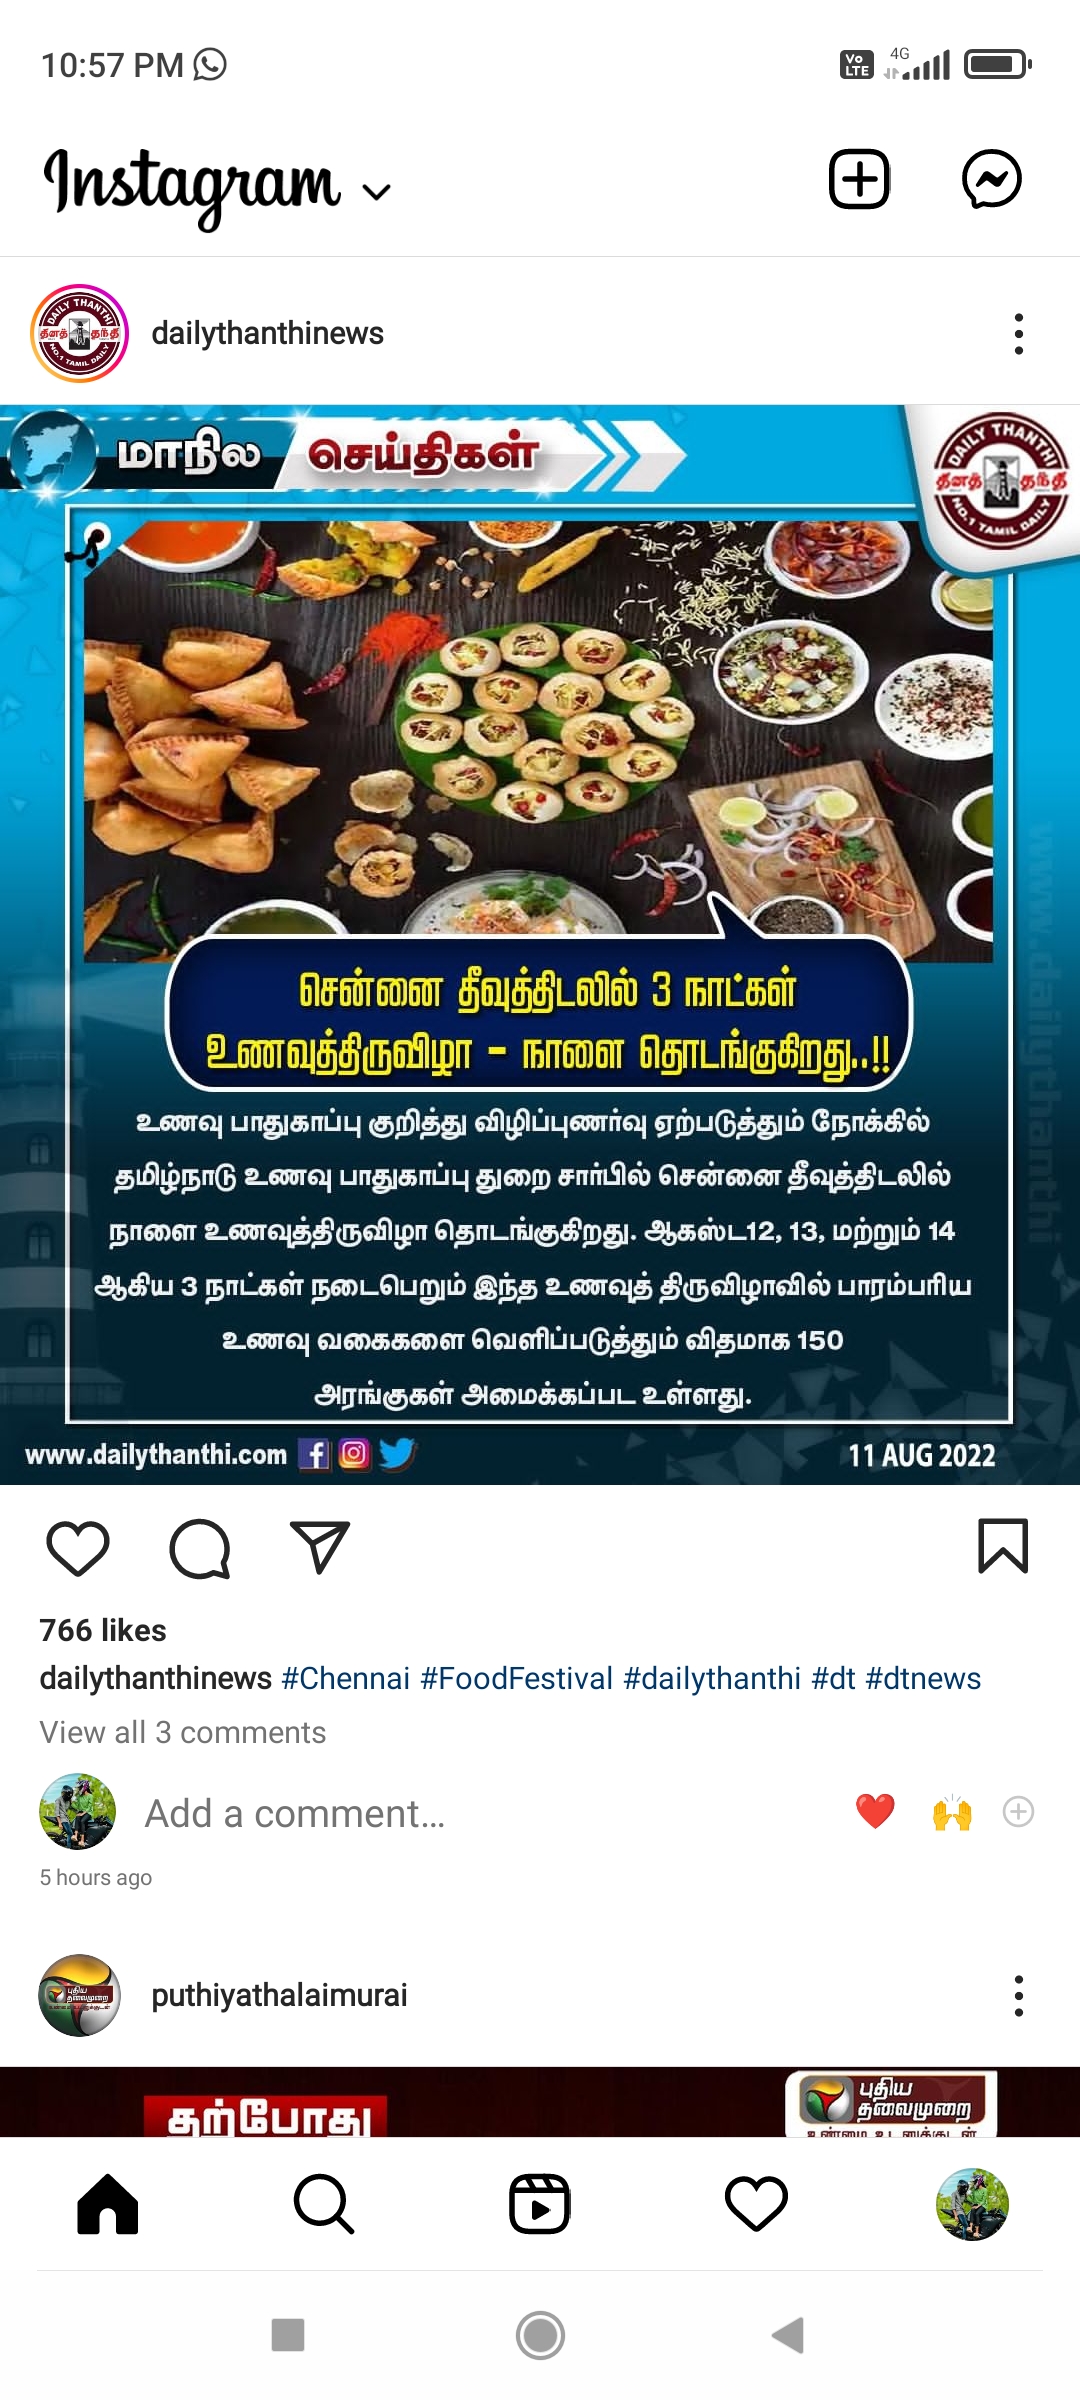 10:57 PM
Vo LTE
4G
Instagram
dailythanthinews
மாநில செய்திகள்
DAILY THANTHI
தினத் தந்தி
NO.1 TAMIL DAILY
சென்னை தீவுத்திடலில் 3 நாட்கள்
உணவுத்திருவிழா - நாளை தொடங்குகிறது..!!
உணவு பாதுகாப்பு குறித்து விழிப்புணர்வு ஏற்படுத்தும் நோக்கில்
தமிழ்நாடு உணவு பாதுகாப்பு துறை சார்பில் சென்னை தீவுத்திடலில்
நாளை உணவுத்திருவிழா தொடங்குகிறது. ஆகஸ்ட12, 13, மற்றும் 14
ஆகிய 3 நாட்கள் நடைபெறும் இந்த உணவுத் திருவிழாவில் பாரம்பரிய
உணவு வகைகளை வெளிப்படுத்தும் விதமாக 150
அரங்குகள் அமைக்கப்பட உள்ளது.
www.dailythanthi
www.dailythanthi.com
11 AUG 2022
766 likes
dailythanthinews #Chennai #FoodFestival #dailythanthi #dt #dtnews
View all 3 comments
Add a comment...
5 hours ago
puthiyathalaimurai
தற்போது
புதிய
தலைமுறை